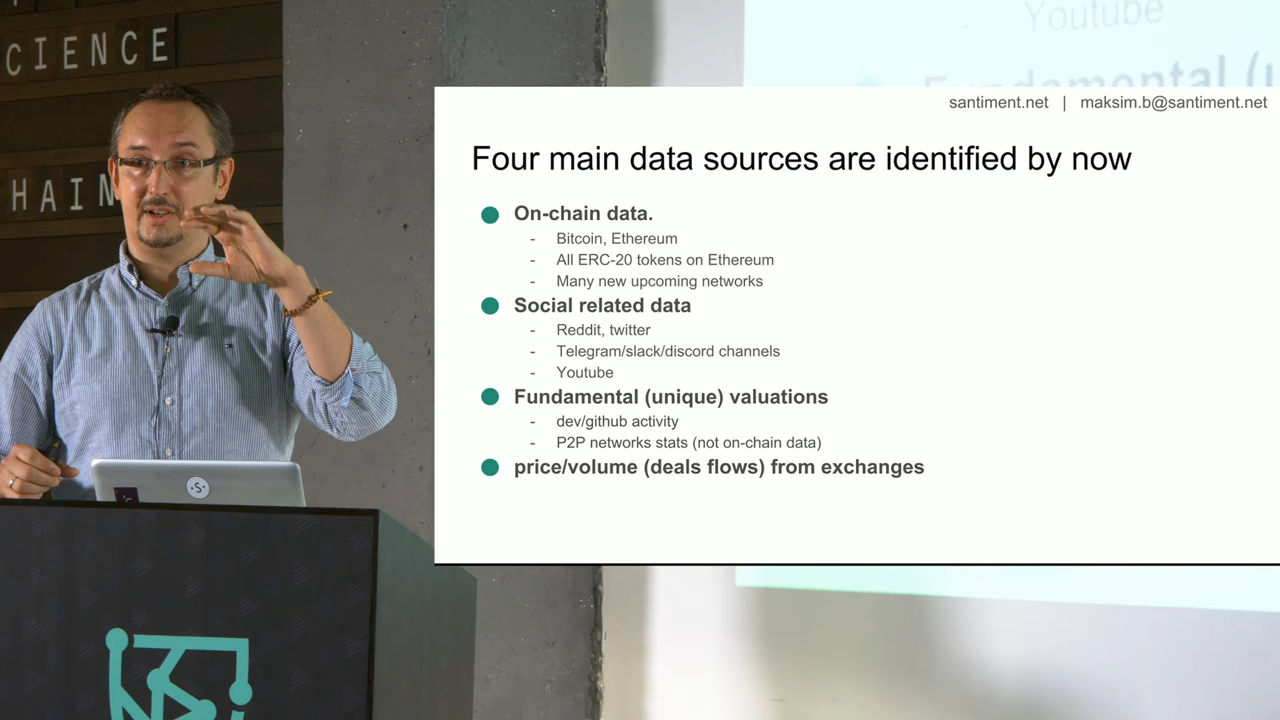 CIENCE
HAIN
Youtube
Fundamental (u
santiment.net | maksim.b@santiment.net
Four main data sources are identified by now
On-chain data.
- Bitcoin, Ethereum
- All ERC-20 tokens on Ethereum
- Many new upcoming networks
Social related data
- Reddit, twitter
- Telegram/slack/discord channels
- Youtube
Fundamental (unique) valuations
- dev/github activity
- P2P networks stats (not on-chain data)
price/volume (deals flows) from exchanges
·S·